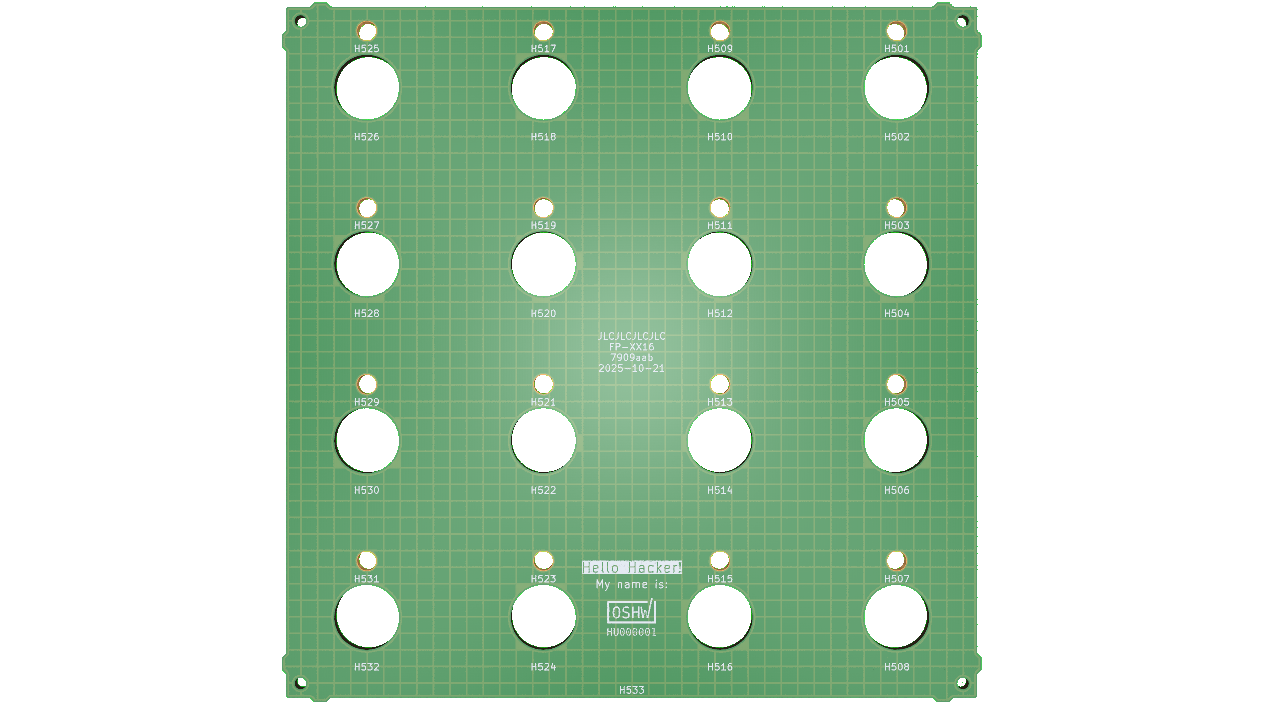 H525 H517 H509 H501
H526 H518 H510 H502
H527 H519 H511 H503
H528 H520 H512 H504
JLCJLCJLCJLC
FP-XX16
7909aab
2025-10-21
H529 H521 H513 H505
H530 H522 H514 H506
Hello Hacker!
H531 H523 My name is: H515 H507
OSHW
HU000001
H532 H524 H516 H508
H533